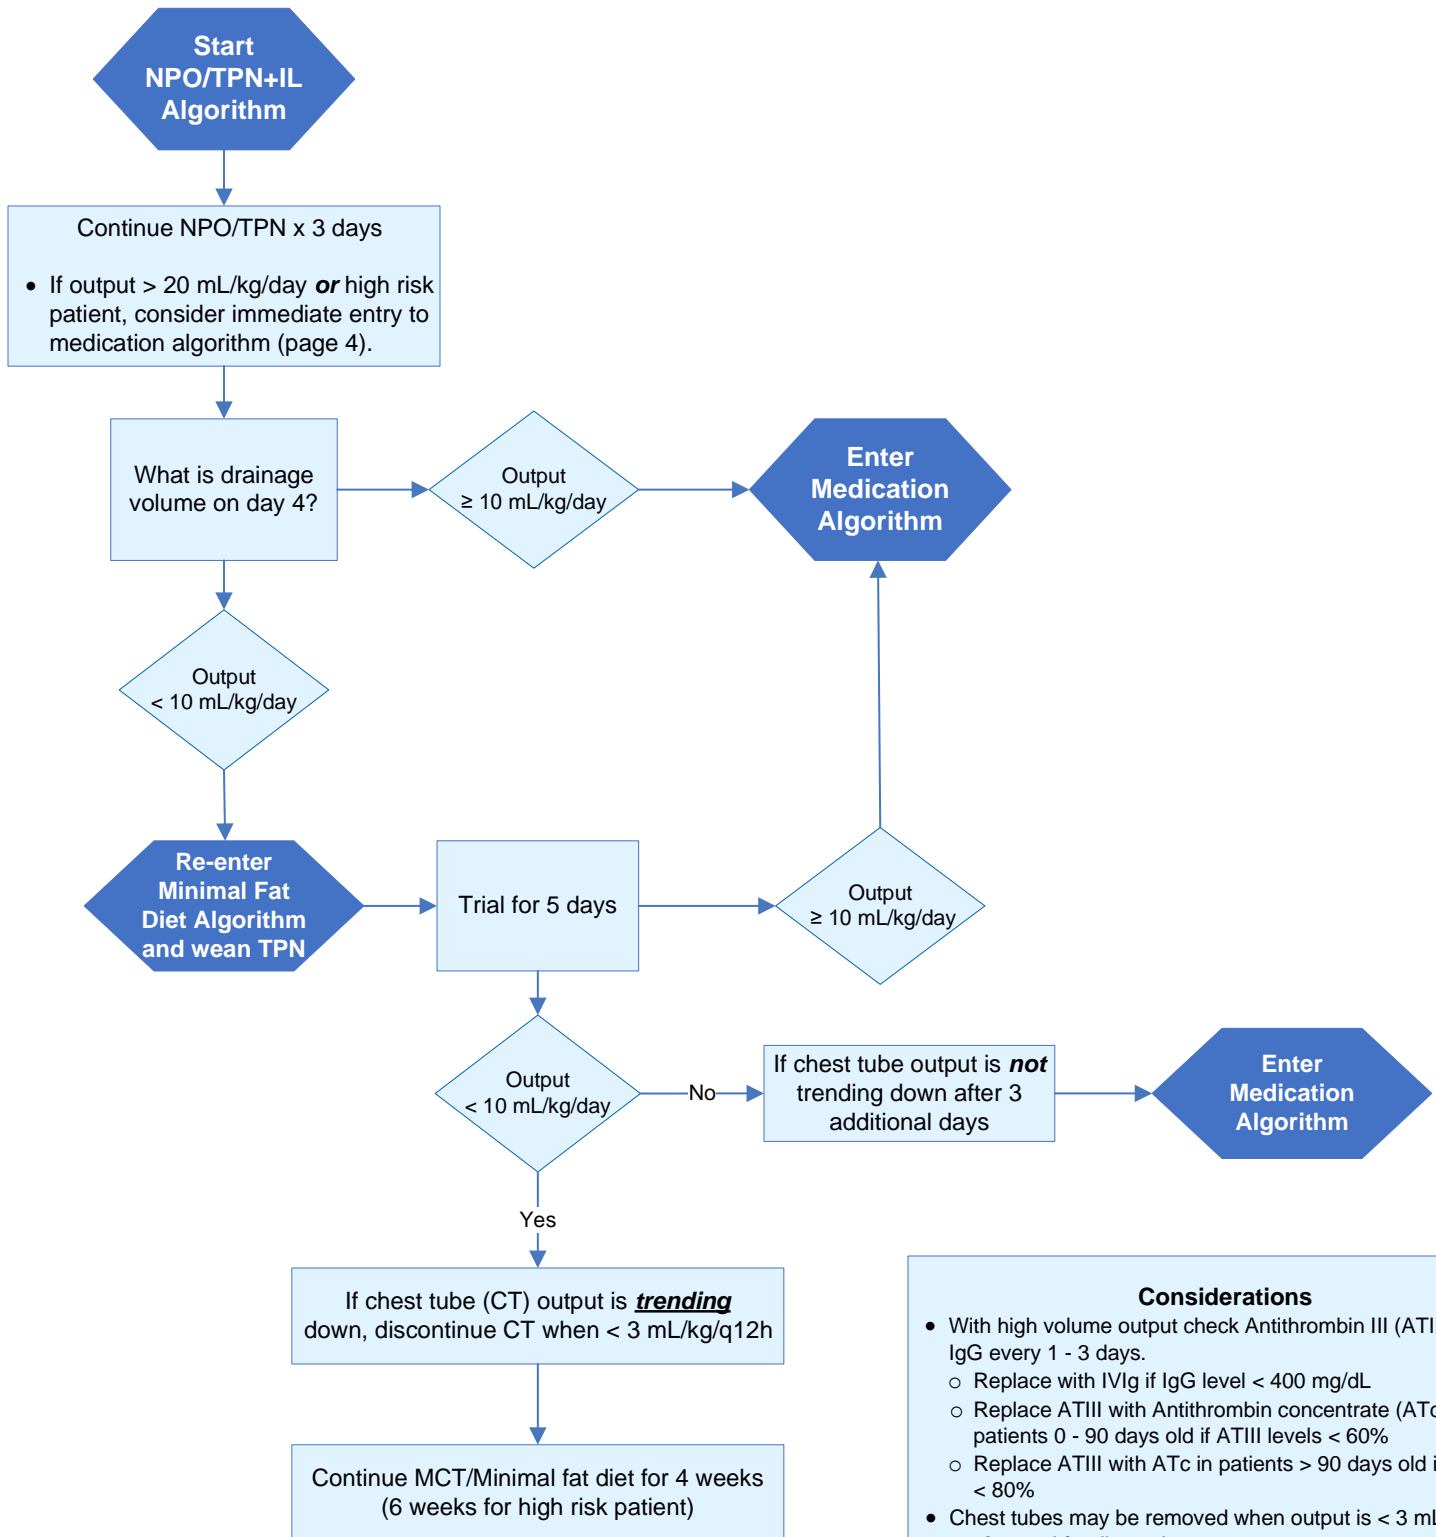 Start
NPO/TPN+IL
Algorithm
Continue NPO/TPN x 3 days
• If output > 20 mL/kg/day or high risk
patient, consider immediate entry to
medication algorithm (page 4).
What is drainage
volume on day 4?
Output
≥ 10 mL/kg/day
Enter
Medication
Algorithm
Output
< 10 mL/kg/day
Re-enter
Minimal Fat
Diet Algorithm
and wean TPN
Trial for 5 days
Output
≥ 10 mL/kg/day
Output
< 10 mL/kg/day
No
If chest tube output is not
trending down after 3
additional days
Enter
Medication
Algorithm
Yes
If chest tube (CT) output is trending
down, discontinue CT when < 3 mL/kg/q12h
Continue MCT/Minimal fat diet for 4 weeks
(6 weeks for high risk patient)
Considerations
• With high volume output check Antithrombin III
IgG every 1 - 3 days.
○ Replace with IVIg if IgG level < 400 mg/dL
○ Replace ATIII with Antithrombin concentrate
patients 0 - 90 days old if ATIII levels < 60%
○ Replace ATIII with ATc in patients > 90 days old
< 80%
• Chest tubes may be removed when output is < 3